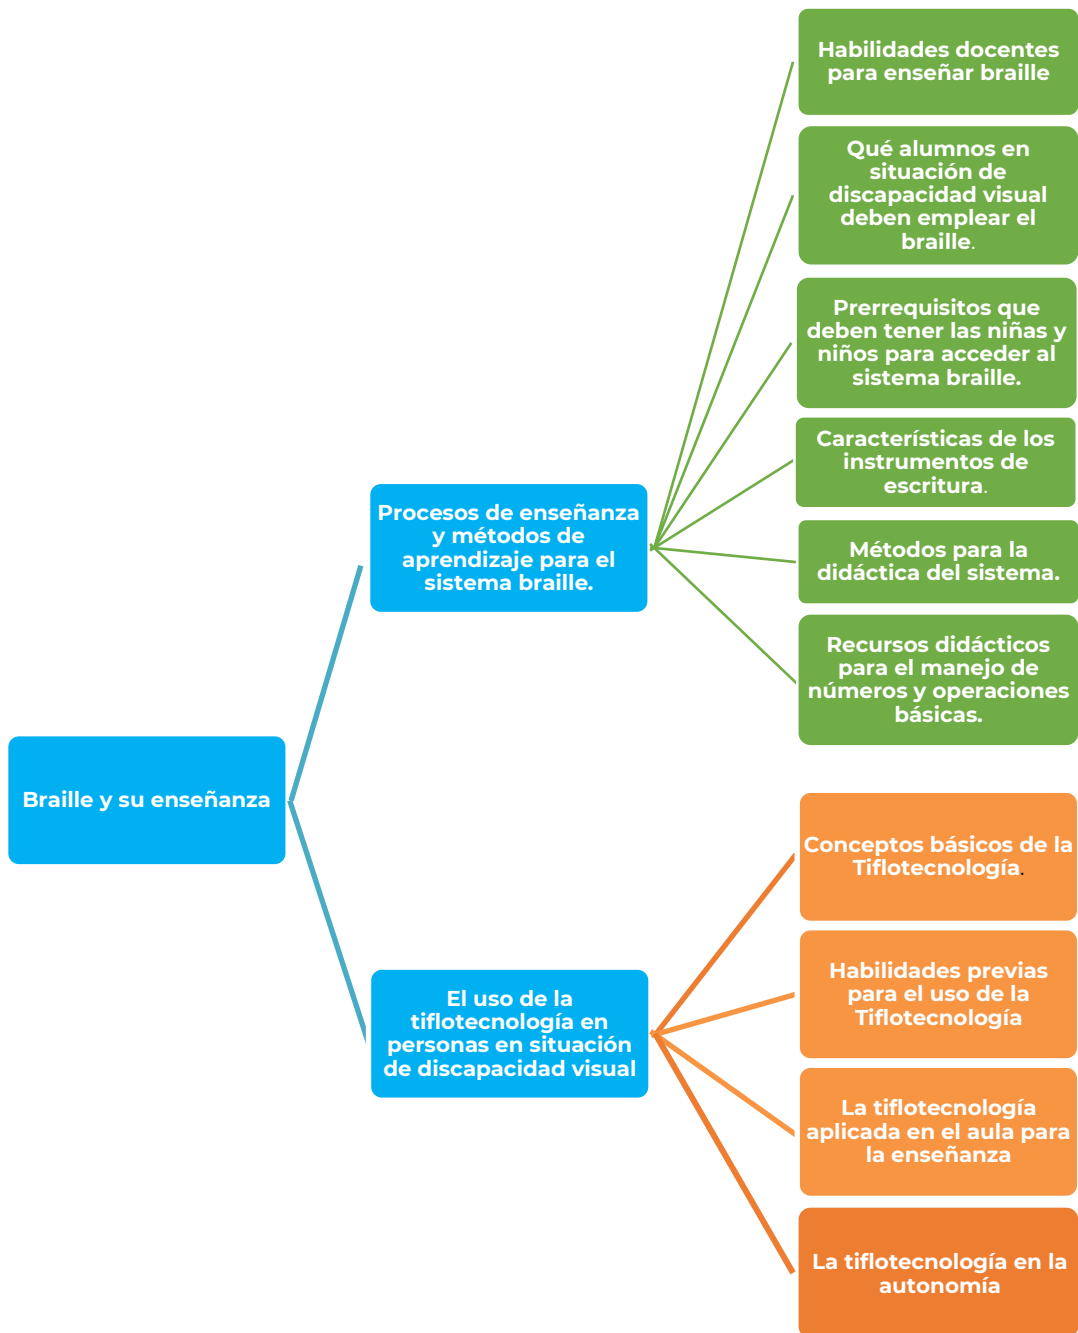 Habilidades docentes
para enseñar braille
Qué alumnos en
situación de
discapacidad visual
deben emplear el
braille.
Prerrequisitos que
deben tener las niñas y
niños para acceder al
sistema braille.
Características de los
instrumentos de
escritura.
Procesos de enseñanza
y métodos de
aprendizaje para el
sistema braille.
Métodos para la
didáctica del sistema.
Recursos didácticos
para el manejo de
números y operaciones
básicas.
Braille y su enseñanza
Conceptos básicos de la
Tiflotecnología.
Habilidades previas
para el uso de la
Tiflotecnología
El uso de la
tiflotecnología en
personas en situación
de discapacidad visual
La tiflotecnología
aplicada en el aula para
la enseñanza
La tiflotecnología en la
autonomía